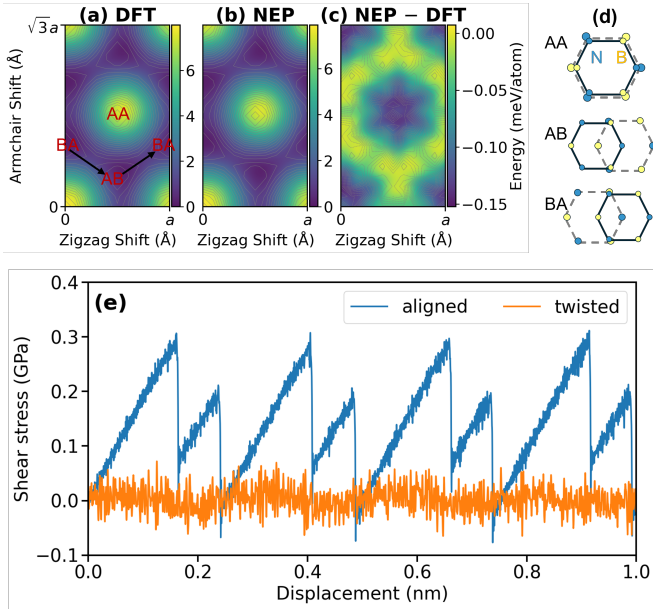 (a) DFT
(b) NEP
(c) NEP − DFT
(d)
√3a
Armchair Shift (Å)
0
0
a
Zigzag Shift (Å)
AA
BA
BA
AB
6
4
2
0
0
a
Zigzag Shift (Å)
6
4
2
0
0
a
Zigzag Shift (Å)
0.00
−0.05
−0.10
−0.15
Energy (meV/atom)
AA
N
B
AB
BA
(e)
aligned
twisted
Shear stress (GPa)
0.4
0.3
0.2
0.1
0.0
−0.1
0.0
0.2
0.4
0.6
0.8
1.0
Displacement (nm)